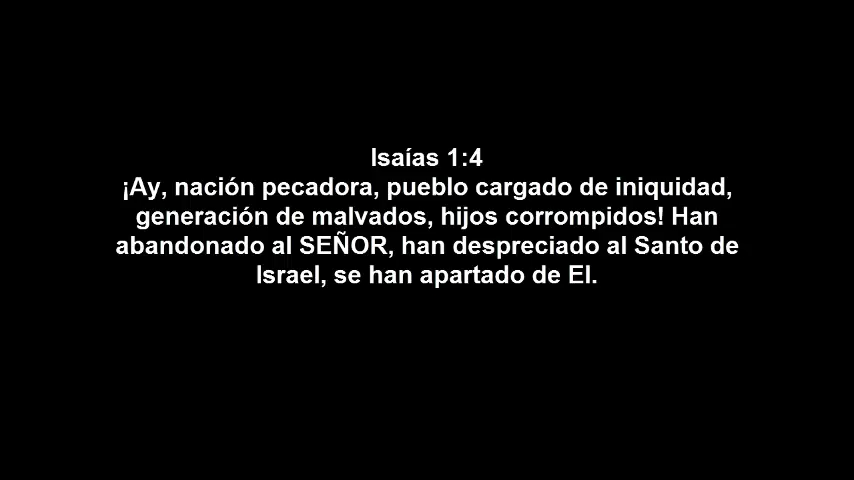 Isaías 1:4
¡Ay, nación pecadora, pueblo cargado de iniquidad,
generación de malvados, hijos corrompidos! Han
abandonado al SEÑOR, han despreciado al Santo de
Israel, se han apartado de El.